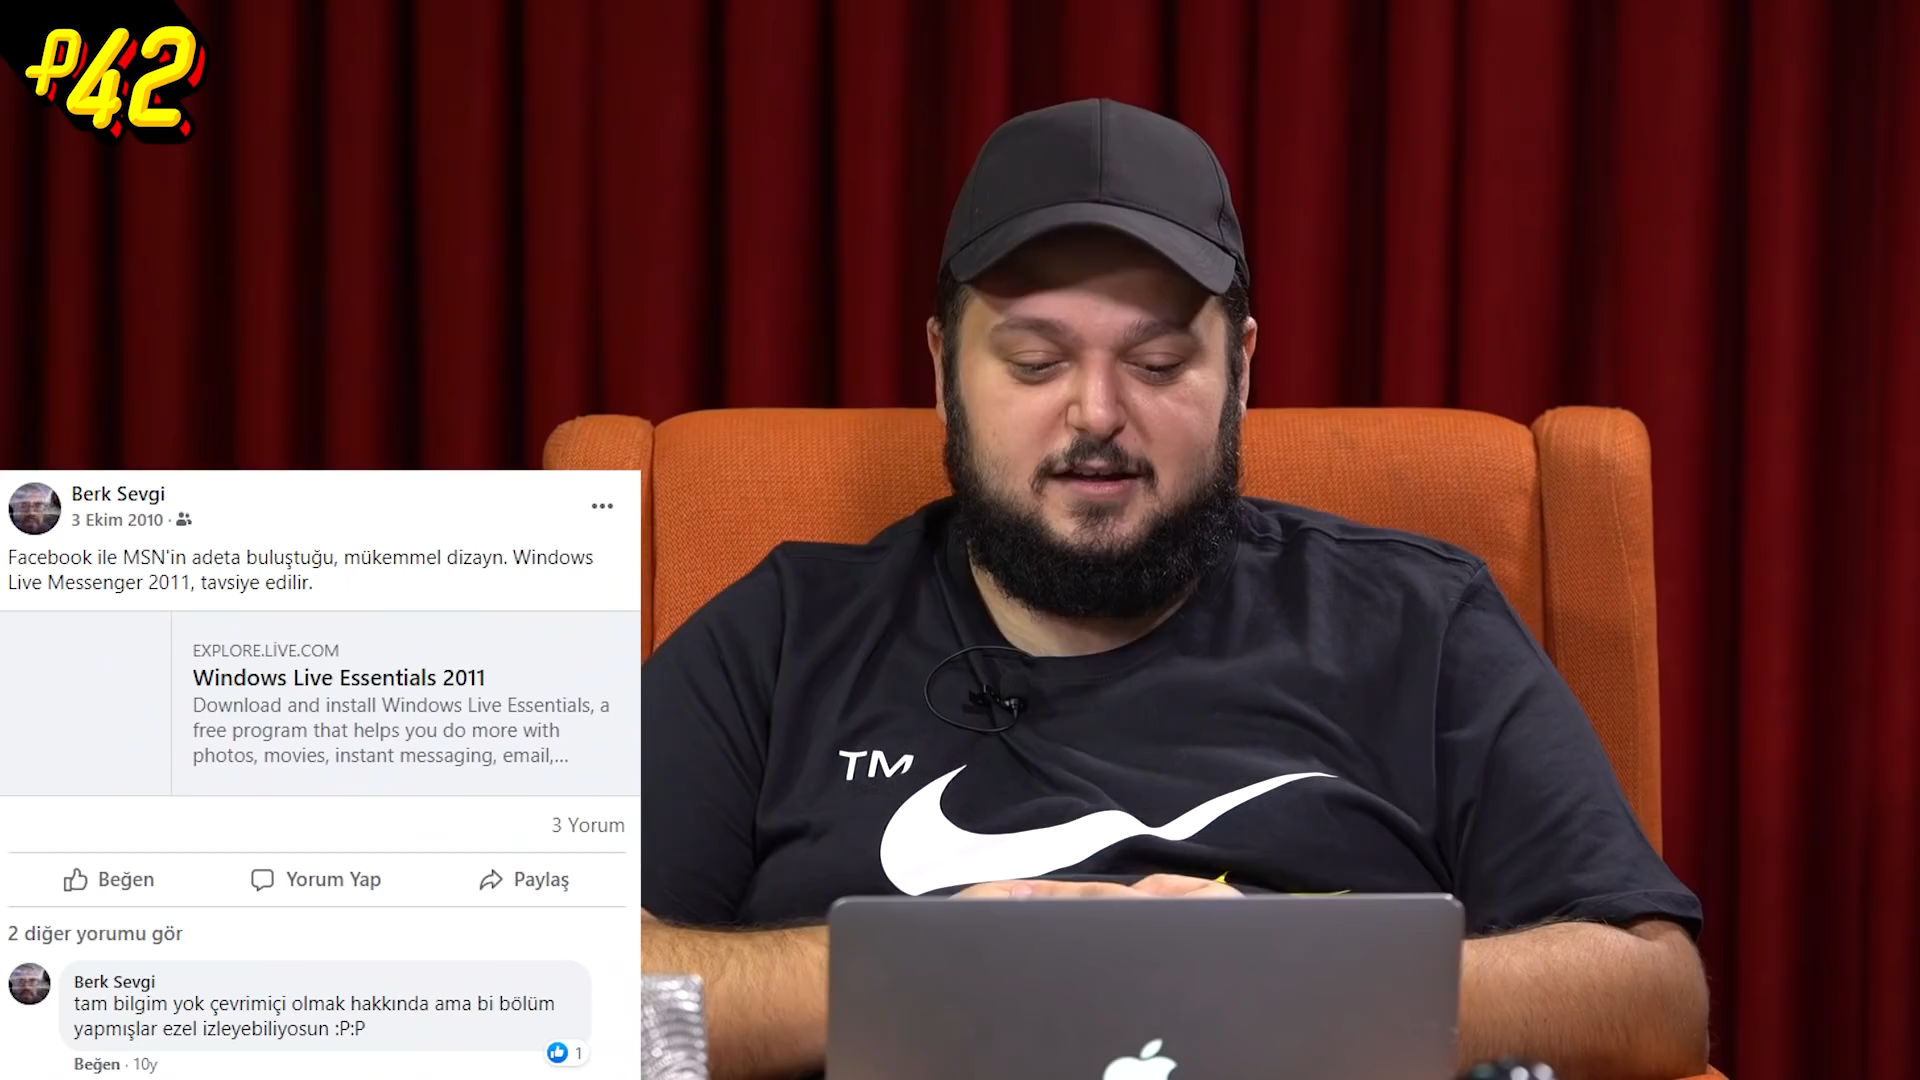 P42
Berk Sevgi
3 Ekim 2010 ·
Facebook ile MSN'in adeta buluştuğu, mükemmel dizayn. Windows
Live Messenger 2011, tavsiye edilir.
EXPLORE.LİVE.COM
Windows Live Essentials 2011
Download and install Windows Live Essentials, a
free program that helps you do more with
photos, movies, instant messaging, email,...
3 Yorum
Beğen Yorum Yap Paylaş
2 diğer yorumu gör
Berk Sevgi
tam bilgim yok çevrimiçi olmak hakkında ama bi bölüm
yapmışlar ezel izleyebiliyosun :P:P
1
Beğen · 10y
TM